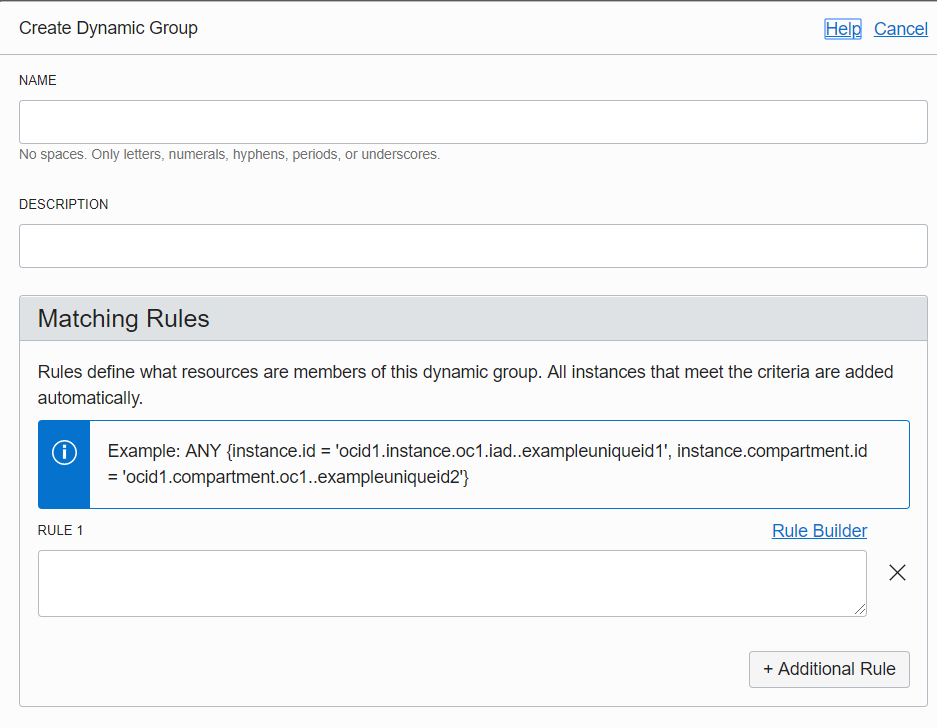 Create Dynamic Group
Help Cancel
NAME
No spaces. Only letters, numerals, hyphens, periods, or underscores.
DESCRIPTION
Matching Rules
Rules define what resources are members of this dynamic group. All instances that meet the criteria are added
automatically.
Example: ANY {instance.id = 'ocid1.instance.oc1.iad..exampleuniqueid1', instance.compartment.id
= 'ocid1.compartment.oc1..exampleuniqueid2'}
RULE 1
Rule Builder
+ Additional Rule